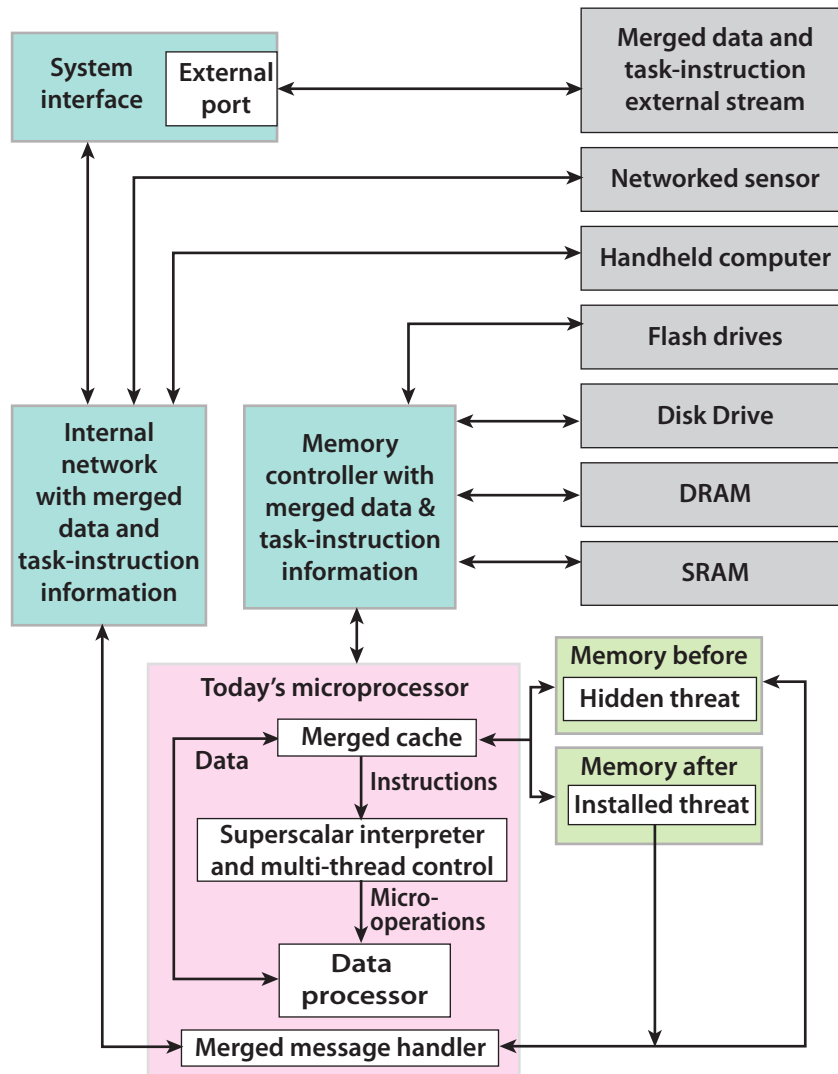 System
interface
External
port
Merged data and
task-instruction
external stream
Networked sensor
Handheld computer
Flash drives
Internal
network
with merged
data and
task-instruction
information
Memory
controller with
merged data &
task-instruction
information
Disk Drive
DRAM
SRAM
Today's microprocessor
Memory before
Hidden threat
Merged cache
Data
Instructions
Memory after
Installed threat
Superscalar interpreter
and multi-thread control
Micro-
operations
Data
processor
Merged message handler